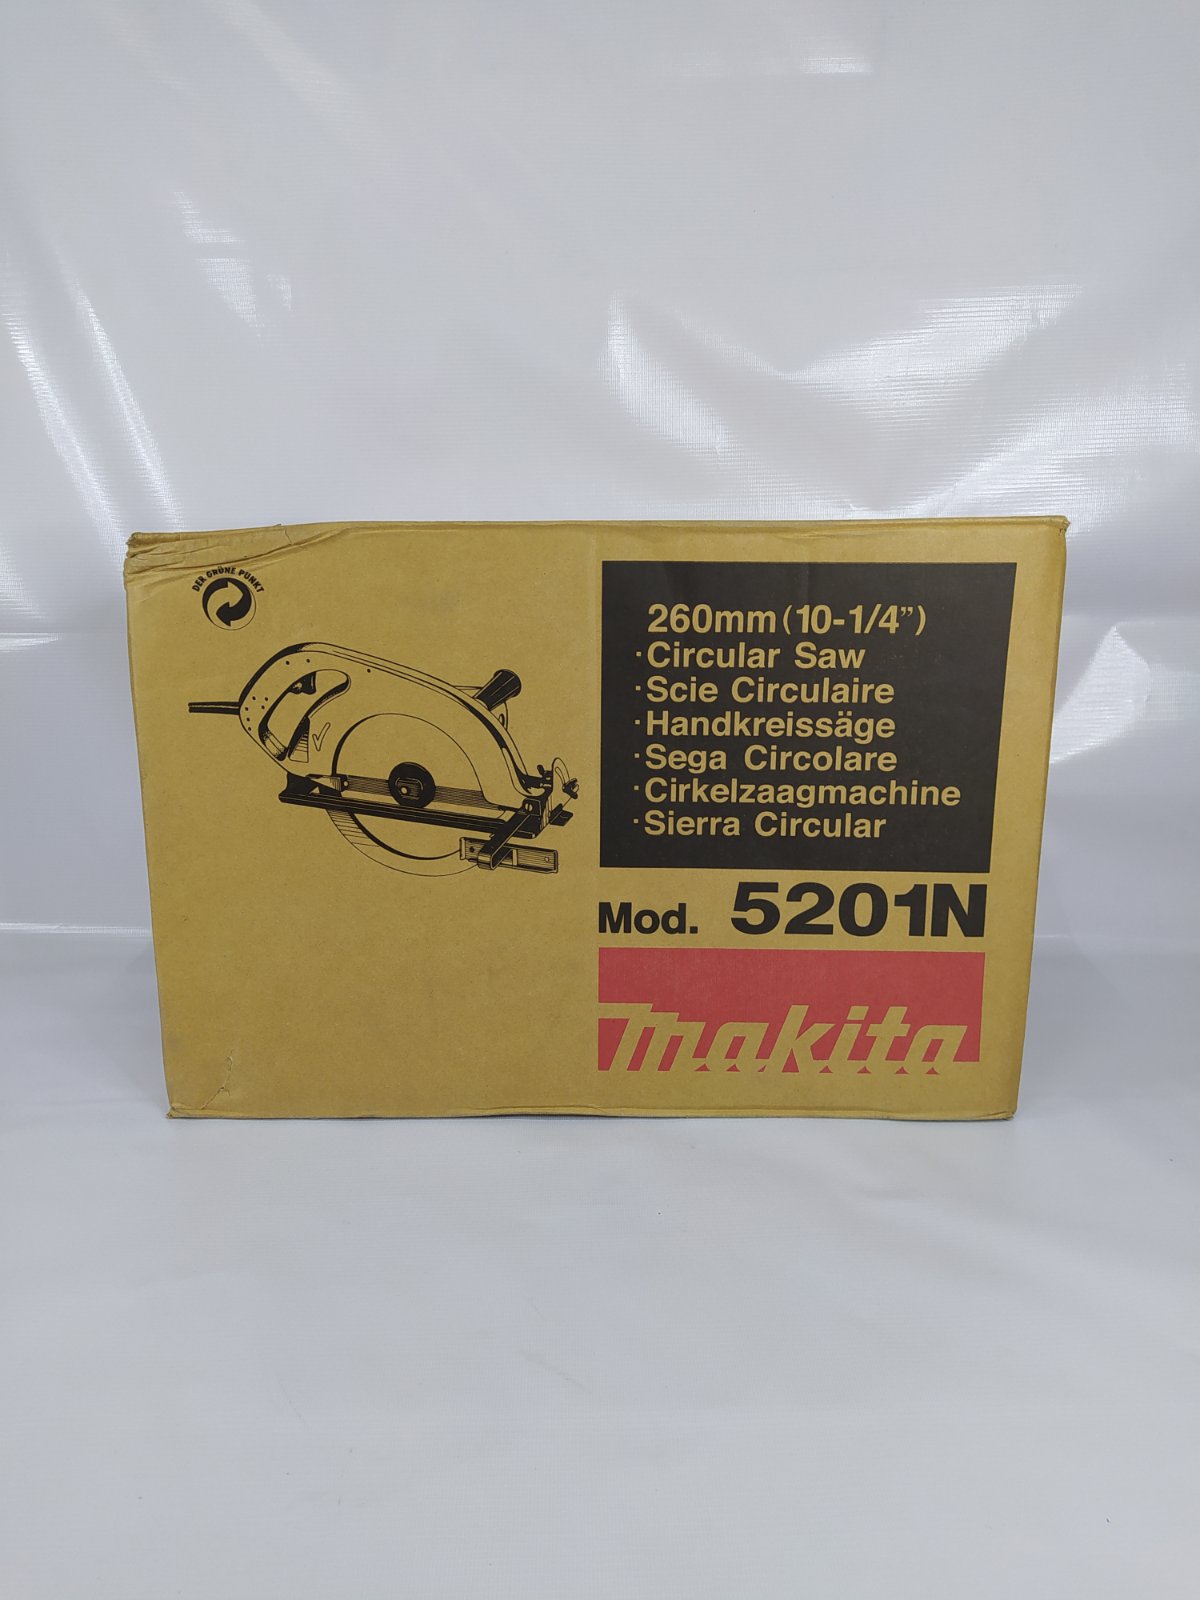 DER GRÜNE PUNKT
260mm (10-1/4")
·Circular Saw
·Scie Circulaire
·Handkreissäge
·Sega Circolare
·Cirkelzaagmachine
·Sierra Circular
Mod. 5201N
makita